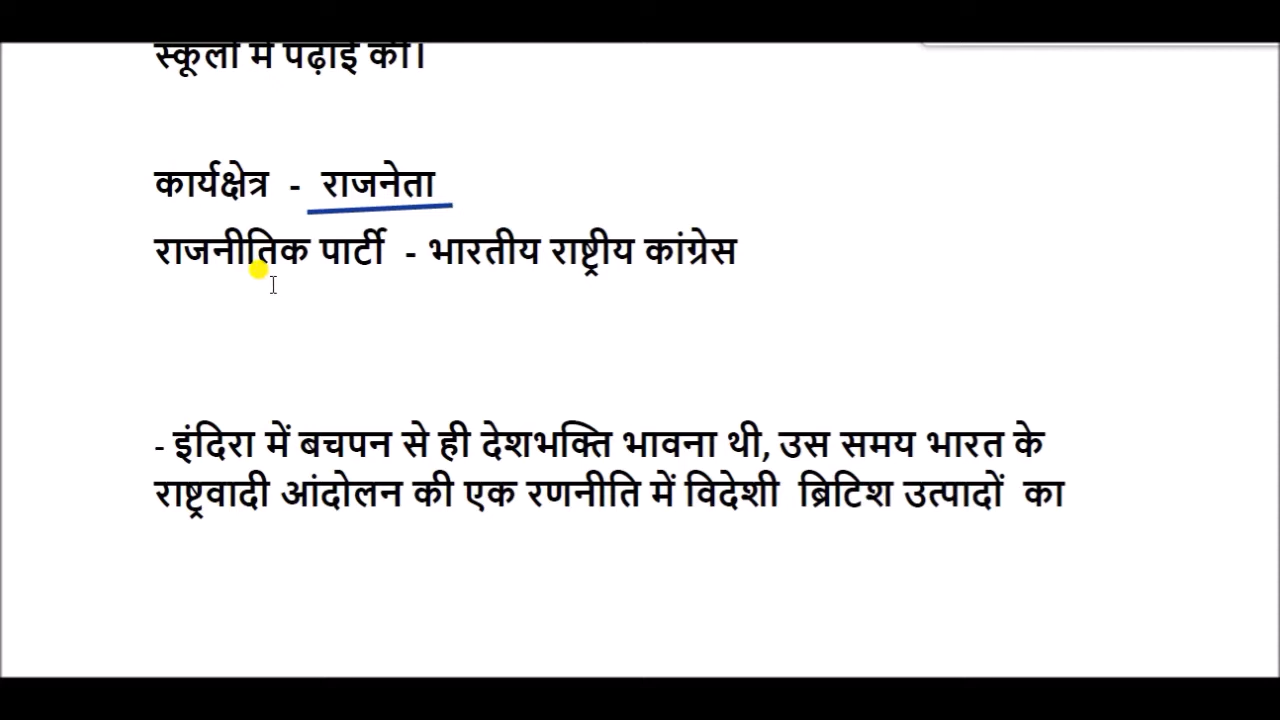 स्कूलों में पढ़ाई की।
कार्यक्षेत्र - राजनेता
राजनीतिक पार्टी - भारतीय राष्ट्रीय कांग्रेस
- इंदिरा में बचपन से ही देशभक्ति भावना थी, उस समय भारत के
राष्ट्रवादी आंदोलन की एक रणनीति में विदेशी ब्रिटिश उत्पादों का